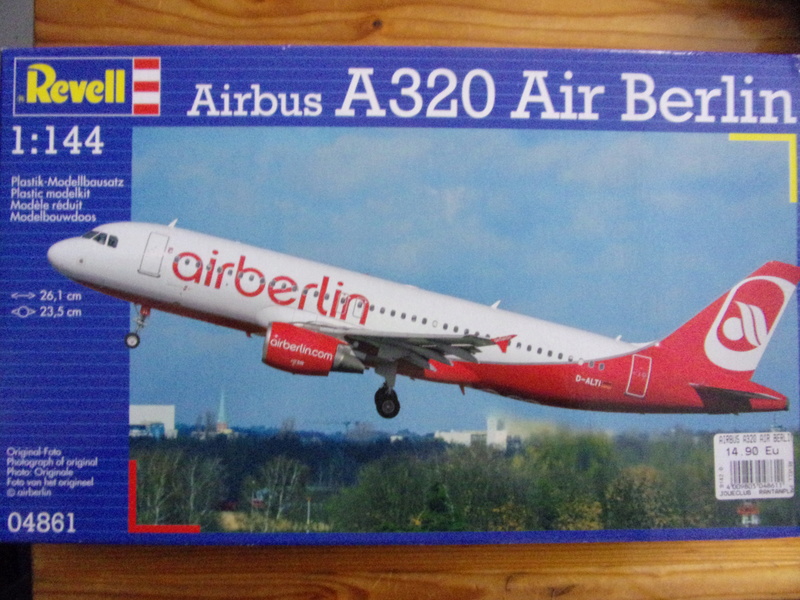 Revell
Airbus A320 Air Berlin
1:144
Plastik-Modellbausatz
Plastic modelkit
Modèle réduit
Modelbouwdoos
26,1 cm
23,5 cm
airberlin
airberlin.com
D-ALTI
Original-Foto
Photograph of original
Photo: Originale
Foto van het origineel
© airberlin
04861
AIRBUS A320 AIR BERLI
14.90 Eu